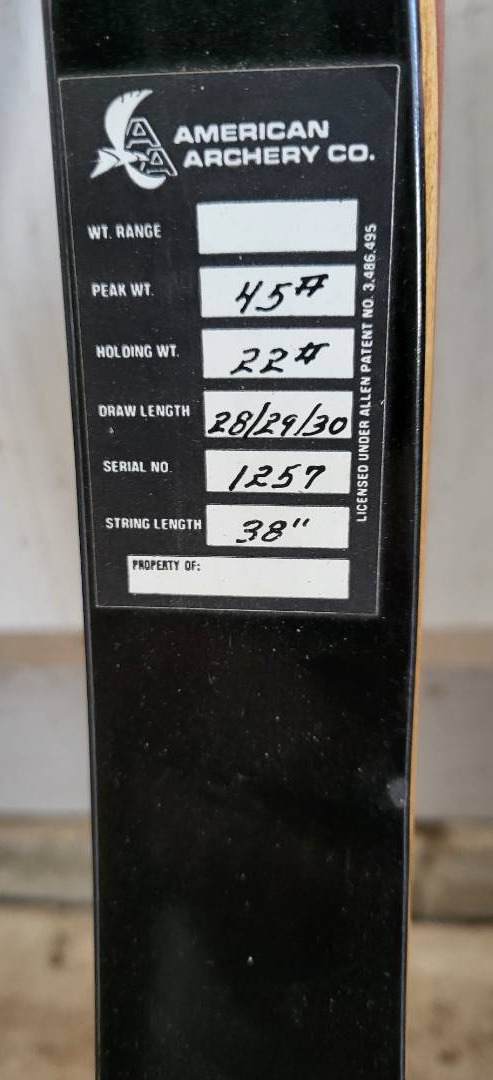 AA
AMERICAN
ARCHERY CO.
WT. RANGE
PEAK WT. 45#
HOLDING WT. 22#
DRAW LENGTH 28/29/30
SERIAL NO. 1257
STRING LENGTH 38"
PROPERTY OF:
LICENSED UNDER ALLEN PATENT NO. 3.486.495